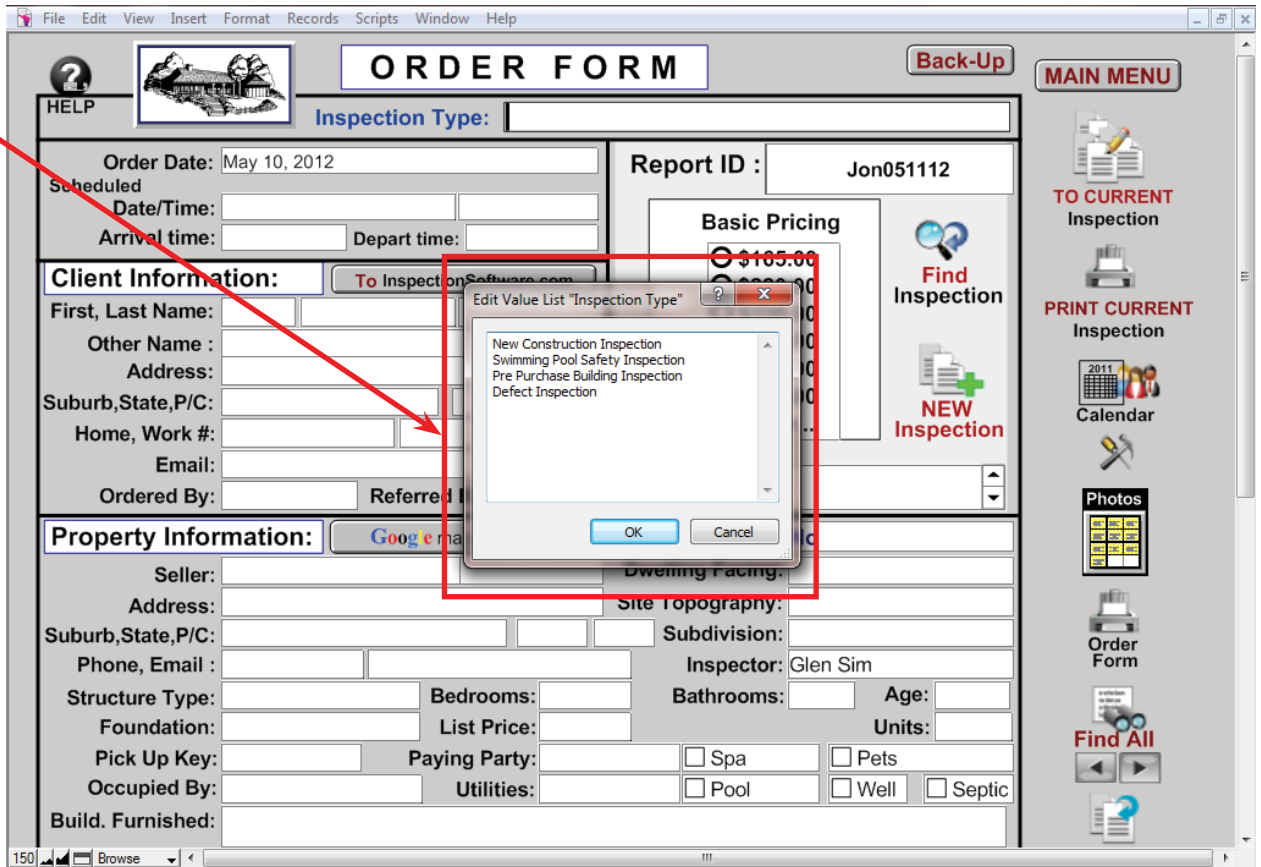 File Edit View Insert Format Records Scripts Window Help
ORDER FORM
Back-Up
MAIN MENU
HELP
Inspection Type:
Order Date: May 10, 2012
Report ID : Jon051112
Scheduled
Date/Time:
Arrival time: Depart time:
TO CURRENT
Inspection
Basic Pricing
$185.00
Find
Inspection
Client Information: To InspectionSoftware.com
PRINT CURRENT
Inspection
First, Last Name:
Other Name :
Address:
Suburb,State,P/C:
Home, Work #:
Email:
Ordered By: Referred
Edit Value List "Inspection Type" ? x
New Construction Inspection
Swimming Pool Safety Inspection
Pre Purchase Building Inspection
Defect Inspection
OK Cancel
NEW
Inspection
2011
Calendar
Photos
Property Information: Google
Seller: Dwelling Facing:
Address: Site Topography:
Suburb,State,P/C: Subdivision:
Phone, Email : Inspector: Glen Sim
Structure Type: Bedrooms: Bathrooms: Age:
Foundation: List Price: Units:
Pick Up Key: Paying Party: Spa Pets
Occupied By: Utilities: Pool Well Septic
Build. Furnished:
Order
Form
Find All
150 Browse